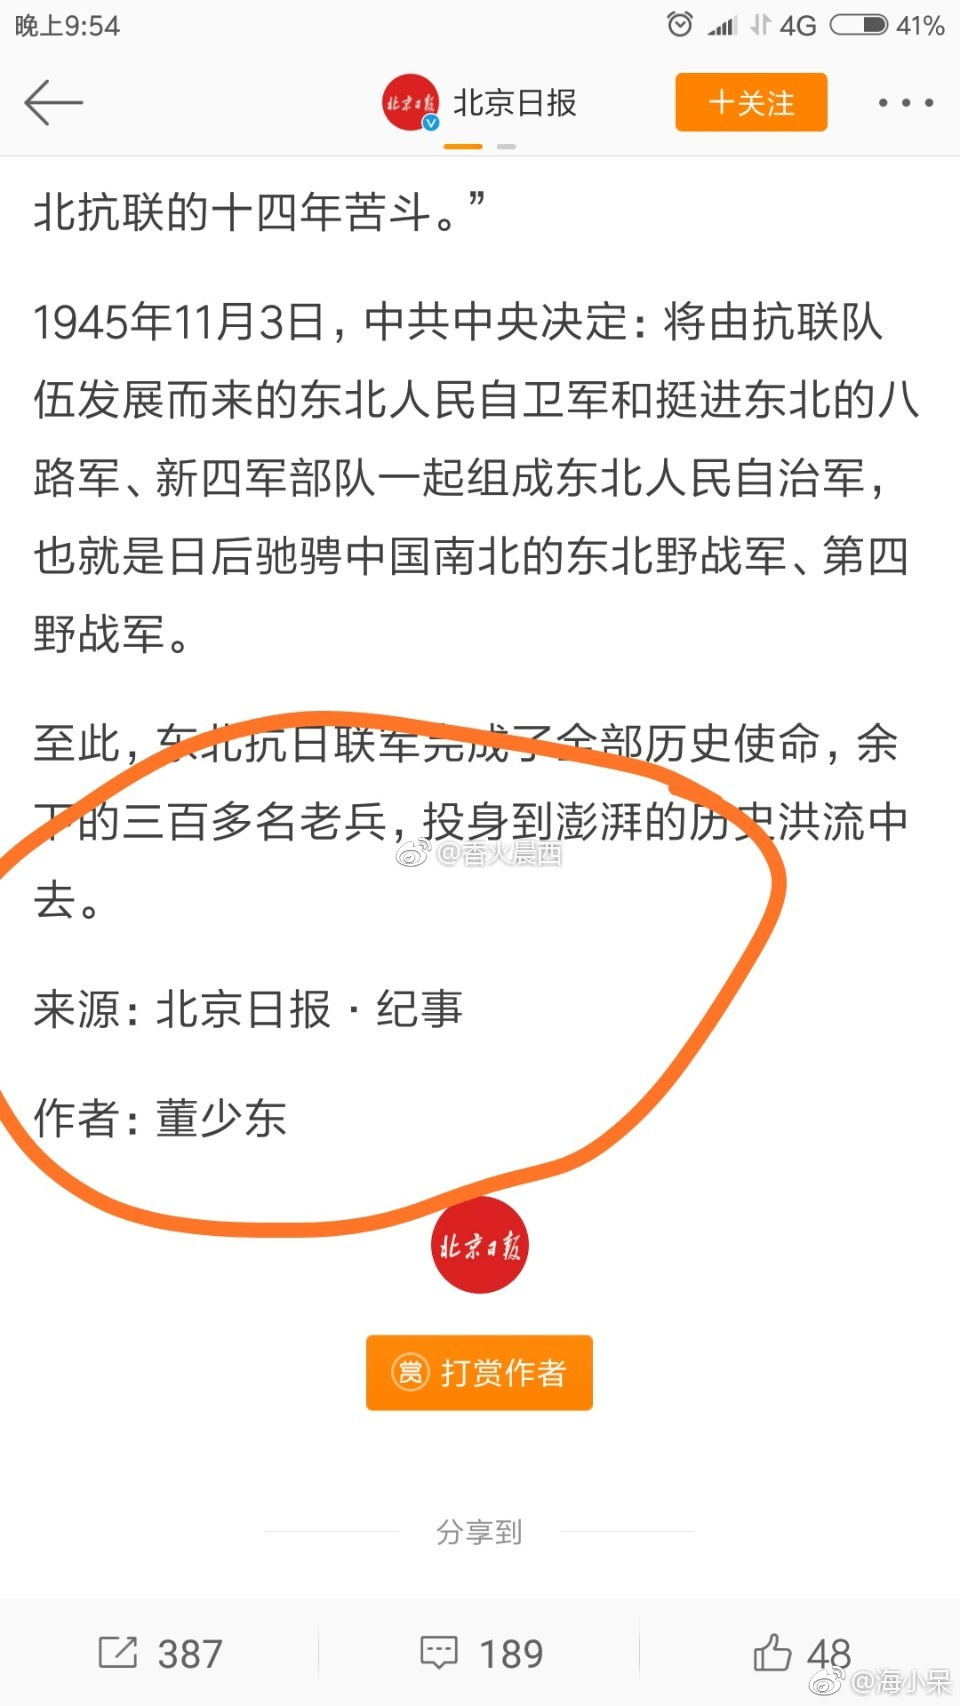 晚上9:54
4G
41%
北京日报
北京日报
十关注
北抗联的十四年苦斗。”
1945年11月3日，中共中央决定：将由抗联队
伍发展而来的东北人民自卫军和挺进东北的八
路军、新四军部队一起组成东北人民自治军，
也就是日后驰骋中国南北的东北野战军、第四
野战军。
至此，东北抗日联军完成了全部历史使命，余
下的三百多名老兵，投身到澎湃的历史洪流中
@香火晨西
去。
来源：北京日报·纪事
作者：董少东
北京日报
赏 打赏作者
分享到
387
189
48
@海小呆